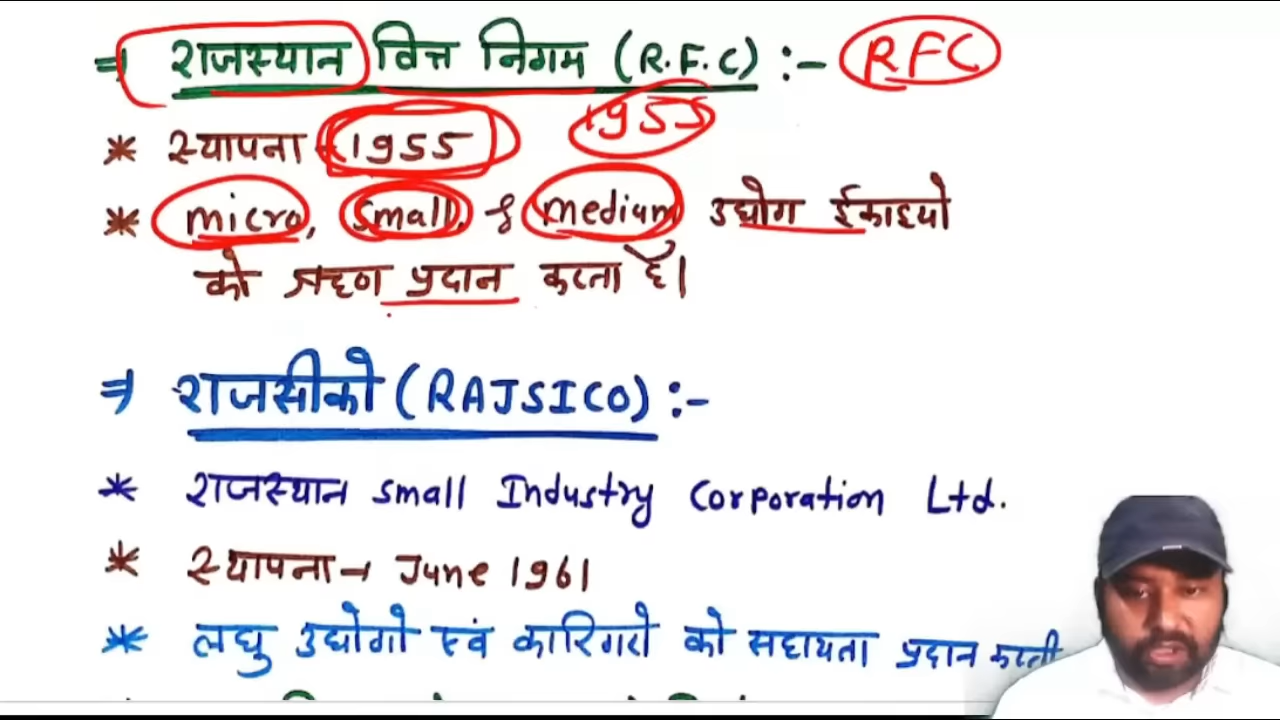 ⇒ राजस्थान वित्त निगम (R.F.C) :- RFC
* स्थापना - 1955 1955
* micro, small, & medium उद्योग ईकाइयो
को ऋण प्रदान करता है।
⇒ राजसीको (RAJSICO) :-
* राजस्थान small Industry Corporation Ltd.
* स्थापना → June 1961
* लघु उद्योगो एवं कारिगरो को सहायता प्रदान करती